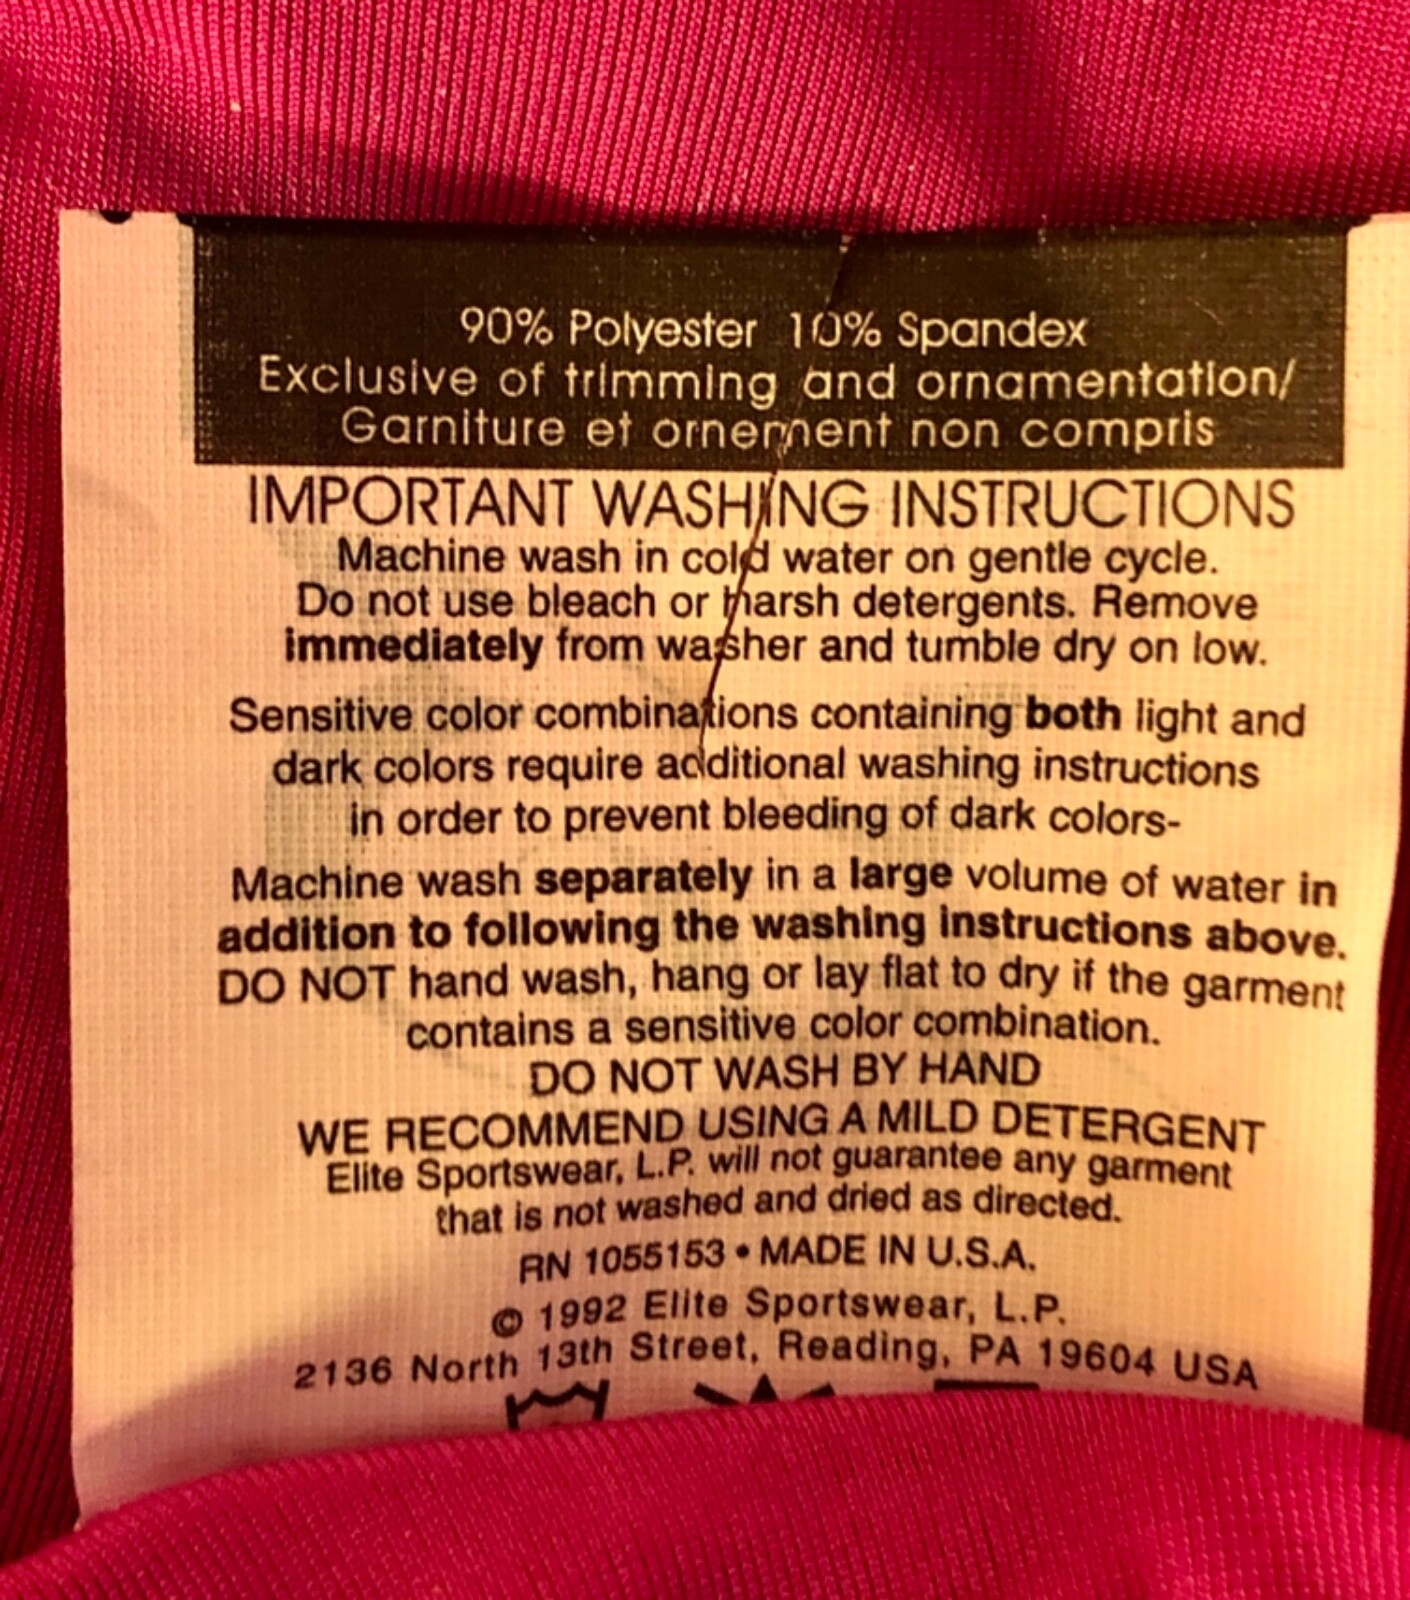 90% Polyester 10% Spandex
Exclusive of trimming and ornamentation/
Garniture et ornement non compris
IMPORTANT WASHING INSTRUCTIONS
Machine wash in cold water on gentle cycle.
Do not use bleach or harsh detergents. Remove
immediately from washer and tumble dry on low.
Sensitive color combinations containing both light and
dark colors require additional washing instructions
in order to prevent bleeding of dark colors-
Machine wash separately in a large volume of water in
addition to following the washing instructions above.
DO NOT hand wash, hang or lay flat to dry if the garment
contains a sensitive color combination.
DO NOT WASH BY HAND
WE RECOMMEND USING A MILD DETERGENT
Elite Sportswear, L.P. will not guarantee any garment
that is not washed and dried as directed.
RN 1055153 • MADE IN U.S.A.
© 1992 Elite Sportswear, L.P.
2136 North 13th Street, Reading, PA 19604 USA